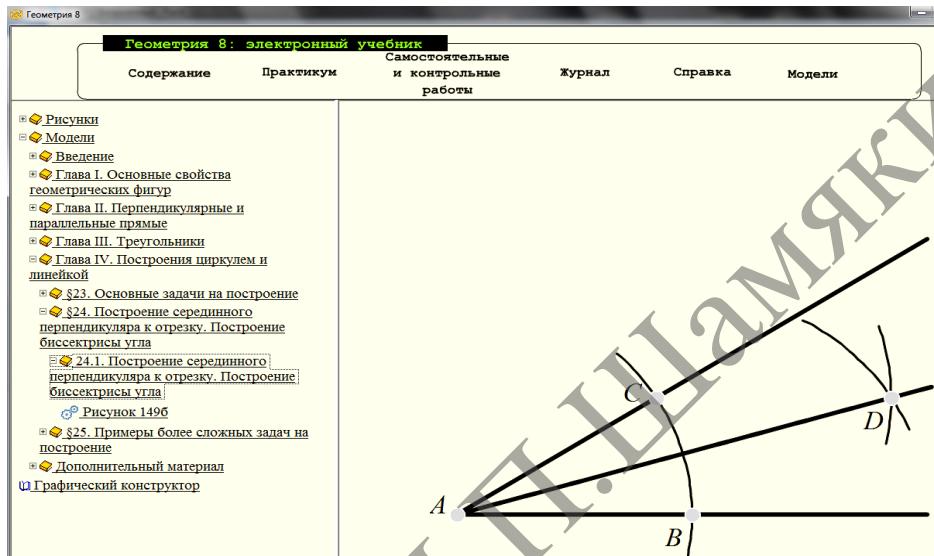 Геометрия 8
Геометрия 8: электронный учебник
Содержание
Практикум
Самостоятельные
и контрольные
работы
Журнал
Справка
Модели
Рисунки
Модели
Введение
Глава I. Основные свойства
геометрических фигур
Глава II. Перпендикулярные и
параллельные прямые
Глава III. Треугольники
Глава IV. Построения циркулем и
линейкой
§23. Основные задачи на построение
§24. Построение серединного
перпендикуляра к отрезку. Построение
биссектрисы угла
24.1. Построение серединного
перпендикуляра к отрезку. Построение
биссектрисы угла
Рисунок 149б
§25. Примеры более сложных задач на
построение
Дополнительный материал
Графический конструктор
C
D
A
B